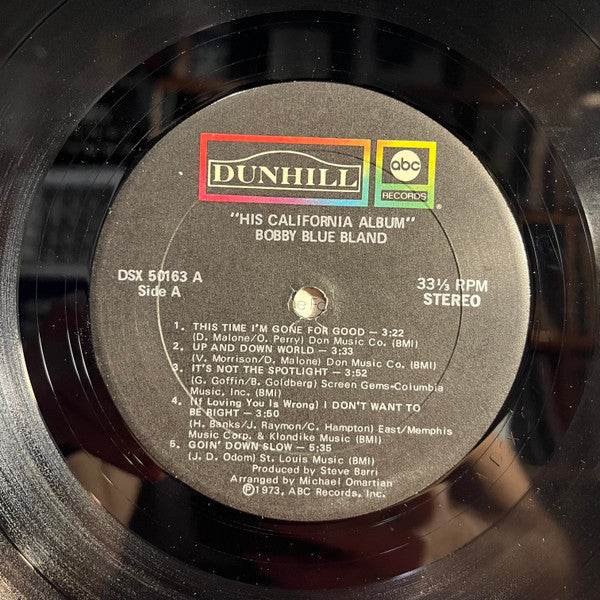 DUNHILL
abc
RECORDS
®
"HIS CALIFORNIA ALBUM"
BOBBY BLUE BLAND
DSX 50163 A
Side A
33⅓ RPM
STEREO
1. THIS TIME I'M GONE FOR GOOD — 3:22
(D. Malone/O. Perry) Don Music Co. (BMI)
2. UP AND DOWN WORLD — 3:33
(V. Morrison/D. Malone) Don Music Co. (BMI)
3. IT'S NOT THE SPOTLIGHT — 3:52
(G. Goffin/B. Goldberg) Screen Gems-Columbia
Music, Inc. (BMI)
4. (If Loving You Is Wrong) I DON'T WANT TO
BE RIGHT — 3:50
(H. Banks/J. Raymon/C. Hampton) East/Memphis
Music Corp. & Klondike Music (BMI)
5. GOIN' DOWN SLOW — 5:35
(J. D. Odom) St. Louis Music (BMI)
Produced by Steve Barri
Arranged by Michael Omartian
℗1973, ABC Records, Inc.